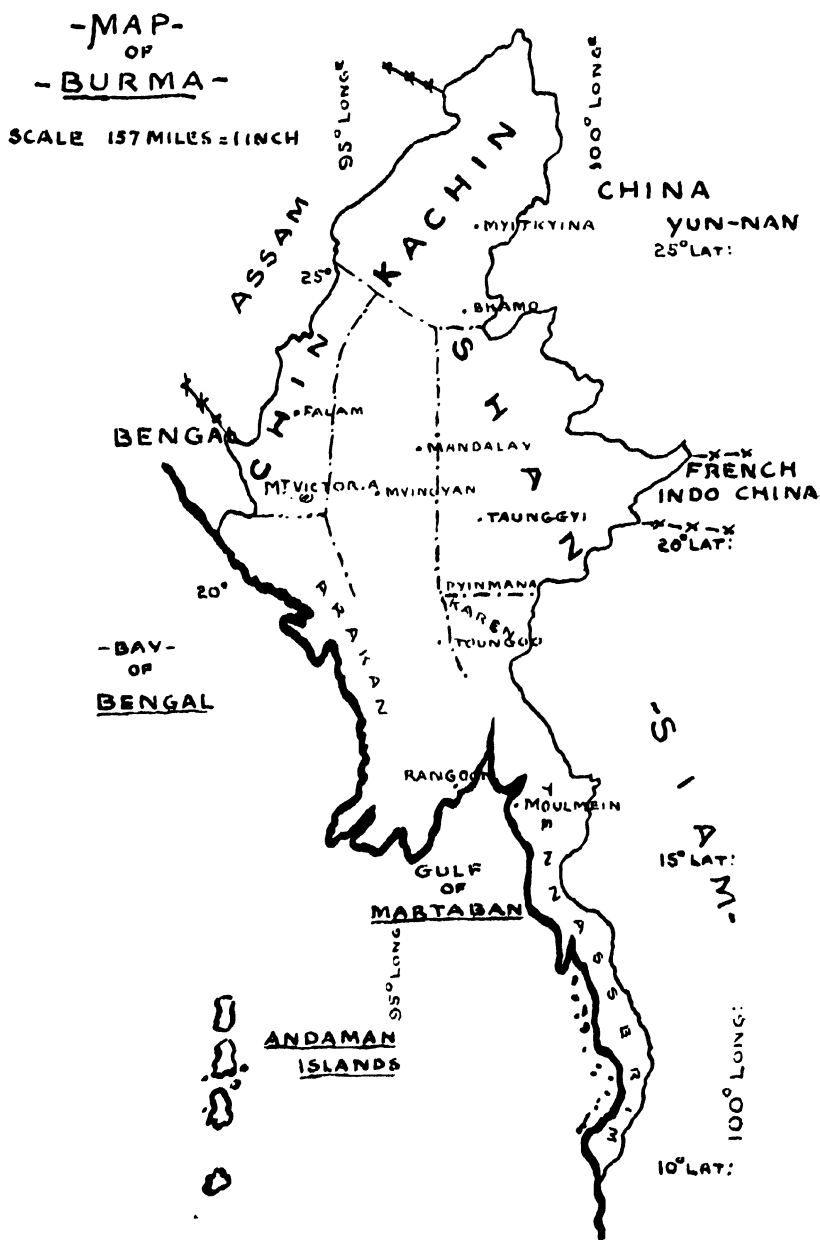 -MAP-
OF
-BURMA-
SCALE 157 MILES = 1 INCH
95° LONGE
100° LONGE
CHINA
YUN-NAN
25° LAT:
ASSAM
KACHIN
MYITKYINA
25°
BHAMO
CHIN
SHAN
FALAM
BENGAL
MANDALAY
FRENCH
INDO CHINA
MT VICTORIA
MYINGYAN
TAUNGGYI
20° LAT:
20°
PYINMANA
KAREN
TOUNGOO
ARAKAN
-BAY-
OF
BENGAL
-SIAM-
RANGOON
MOULMEIN
TENNASSERIM
15° LAT:
GULF
OF
MARTABAN
95° LONG
ANDAMAN
ISLANDS
100° LONG:
10° LAT: